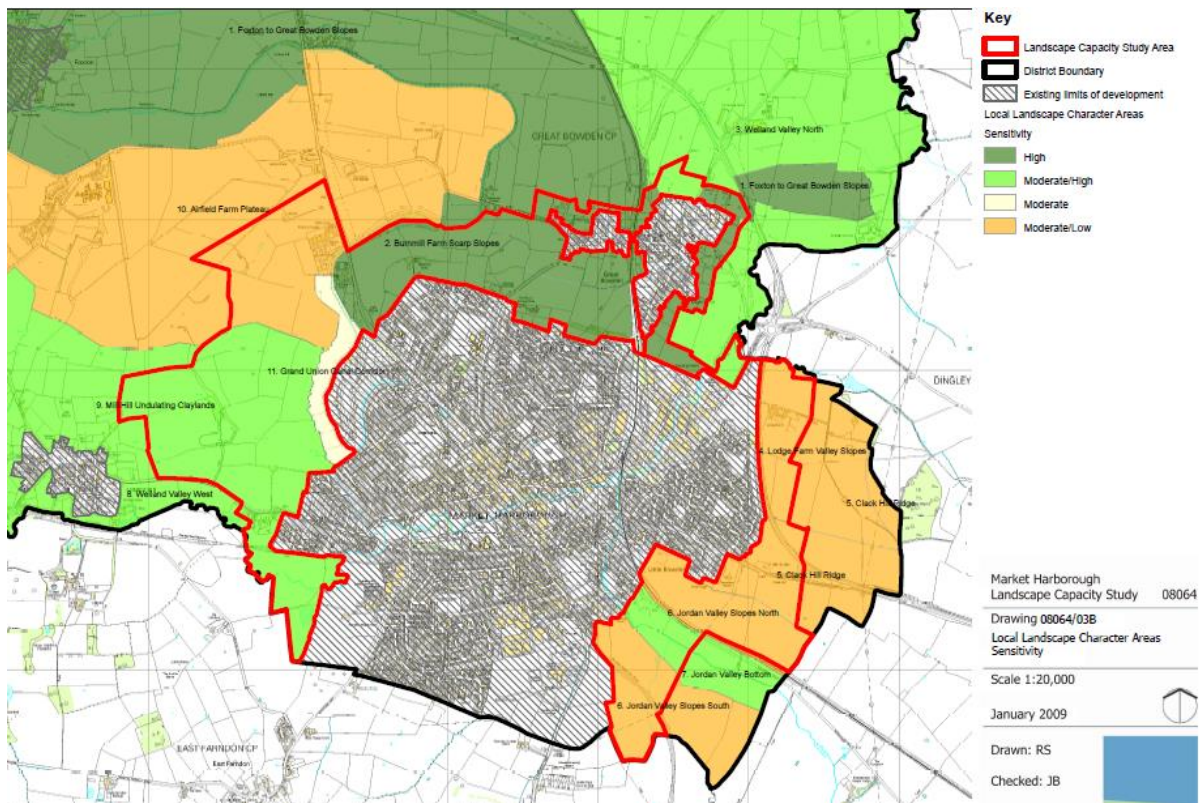 1. Foxton to Great Bowden Slopes
Foxton
GREAT BOWDEN CP
3. Welland Valley North
1. Foxton to Great Bowden Slopes
10. Airfield Farm Plateau
2. Burnmill Farm Scarp Slopes
Great
Bowden
11. Grand Union Canal Corridor
DINGLEY
9. Mill Hill Undulating Claylands
4. Lodge Farm Valley Slopes
8. Welland Valley West
5. Clack Hill Ridge
MARKET HARBOROUGH
Little Bowden
5. Clack Hill Ridge
6. Jordan Valley Slopes North
7. Jordan Valley Bottom
6. Jordan Valley Slopes South
EAST FARNDON CP
East Farndon
Key
Landscape Capacity Study Area
District Boundary
Existing limits of development
Local Landscape Character Areas
Sensitivity
High
Moderate/High
Moderate
Moderate/Low
Market Harborough
Landscape Capacity Study 08064
Drawing 08064/03B
Local Landscape Character Areas
Sensitivity
Scale 1:20,000
January 2009
Drawn: RS
Checked: JB